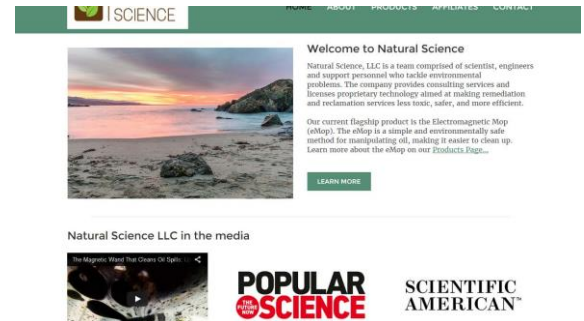 | SCIENCE
HOME ABOUT PRODUCTS AFFILIATES CONTACT
Welcome to Natural Science
Natural Science, LLC is a team comprised of scientist, engineers
and support personnel who tackle environmental
problems. The company provides consulting services and
licenses proprietary technology aimed at making remediation
and reclamation services less toxic, safer, and more efficient.
Our current flagship product is the Electromagnetic Mop
(eMop). The eMop is a simple and environmentally safe
method for manipulating oil, making it easier to clean up.
Learn more about the eMop on our Products Page...
LEARN MORE
Natural Science LLC in the media
The Magnetic Wand That Cleans Oil Spills
POPULAR
THE FUTURE NOW
SCIENCE
SCIENTIFIC
AMERICAN™